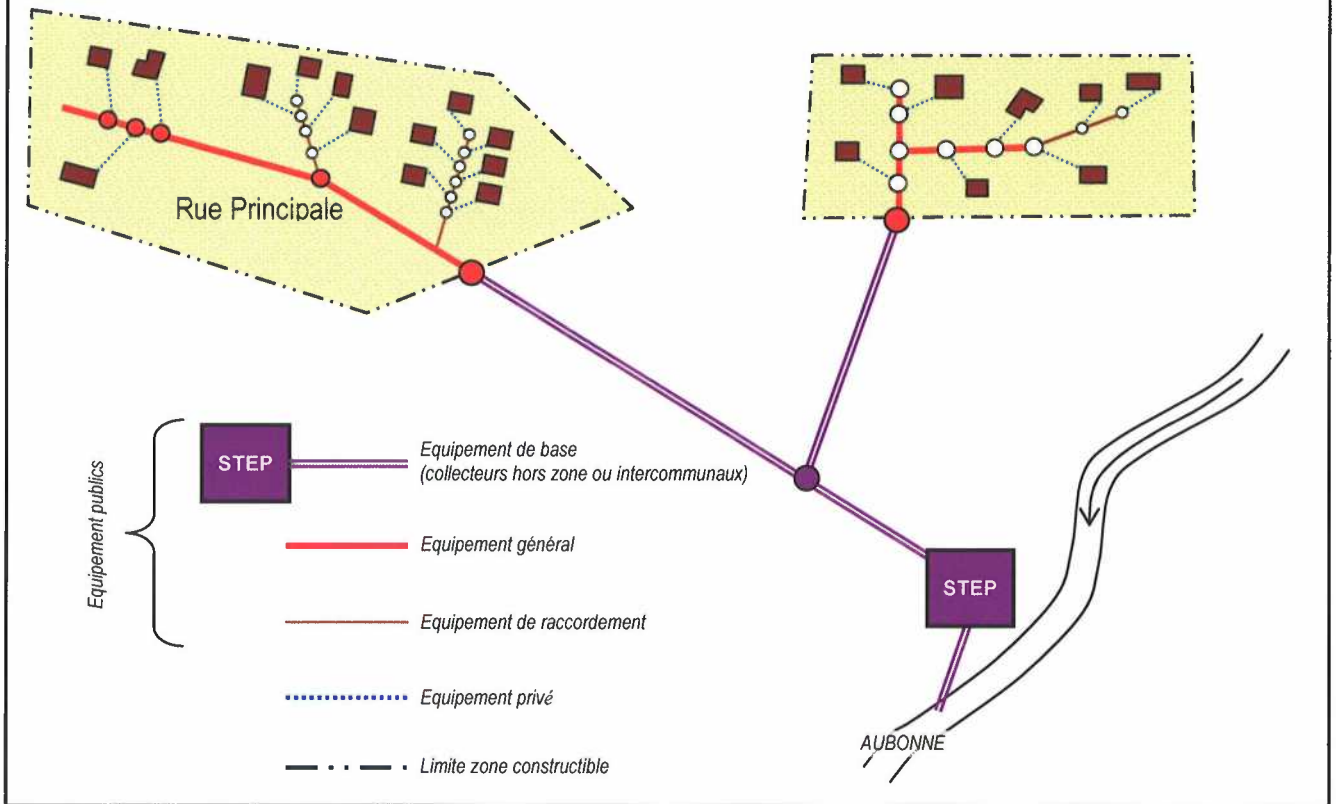 Rue Principale
Equipement publics
STEP
Equipement de base
(collecteurs hors zone ou intercommunaux)
Equipement général
Equipement de raccordement
Equipement privé
Limite zone constructible
STEP
AUBONNE